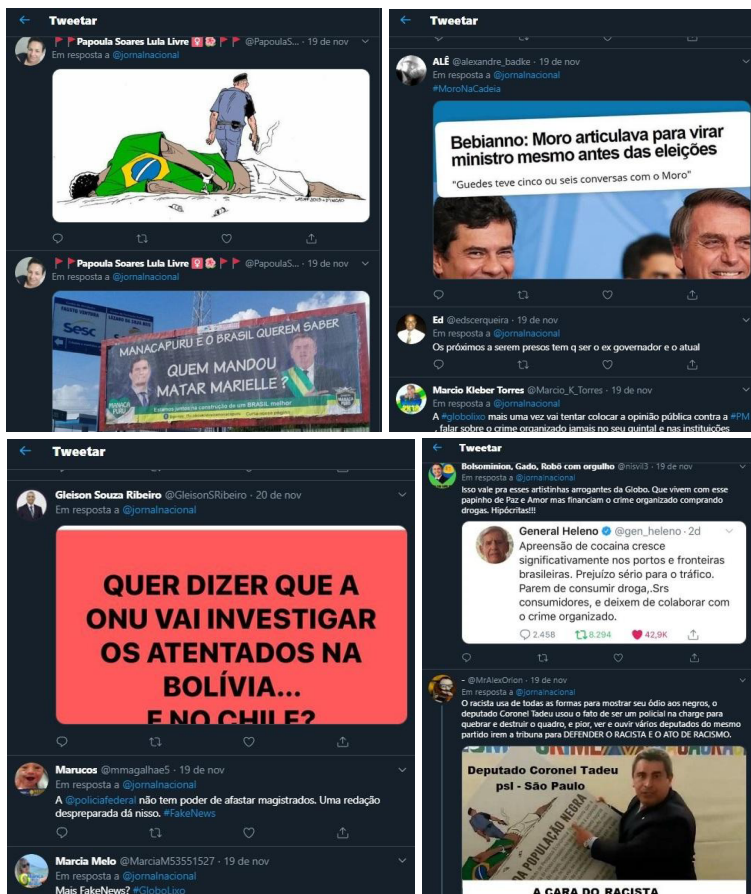 Tweetar
Papoula Soares Lula Livre @PapoulaS... · 19 de nov
Em resposta a @jornalnacional
Papoula Soares Lula Livre @PapoulaS... · 19 de nov
Em resposta a @jornalnacional
Sesc
MANACAPURU E O BRASIL QUEREM SABER
QUEM MANDOU
MATAR MARIELLE ?
Tweetar
ALÊ @alexandre_badke · 19 de nov
Em resposta a @jornalnacional
#MoroNaCadeia
Bebianno: Moro articulava para virar
ministro mesmo antes das eleições
"Guedes teve cinco ou seis conversas com o Moro"
Ed @edscerqueira · 19 de nov
Em resposta a @jornalnacional
Os próximos a serem presos tem q ser o ex governador e o atual
Marcio Kleber Torres @Marcio_K_Torres · 19 de nov
Em resposta a @jornalnacional
A #globolixo mais uma vez vai tentar colocar a opinião pública contra a #PM
, falar sobre o crime organizado jamais no seu quintal e nas instituições
Tweetar
Gleison Souza Ribeiro @GleisonSRibeiro · 20 de nov
Em resposta a @jornalnacional
QUER DIZER QUE A
ONU VAI INVESTIGAR
OS ATENTADOS NA
BOLÍVIA...
E NO CHILE?
Marucos @mmagalhae5 · 19 de nov
Em resposta a @jornalnacional
A @policiafederal não tem poder de afastar magistrados. Uma redação
despreparada dá nisso. #FakeNews
Marcia Melo @MarciaM53551527 · 19 de nov
Em resposta a @jornalnacional
Mais FakeNews? #GloboLixo
Tweetar
Bolsominion, Gado, Robô com orgulho @nisvil3 · 19 de nov
Em resposta a @jornalnacional
Isso vale pra esses artistinhas arrogantes da Globo. Que vivem com esse
papinho de Paz e Amor mas financiam o crime organizado comprando
drogas. Hipócritas!!!
General Heleno @gen_heleno · 2d
Apreensão de cocaína cresce
significativamente nos portos e fronteiras
brasileiras. Prejuízo sério para o tráfico.
Parem de consumir droga,.Srs
consumidores, e deixem de colaborar com
o crime organizado.
2.458 8.294 42,9K
- @MrAlexOrion · 19 de nov
Em resposta a @jornalnacional
O racista usa de todas as formas para mostrar seu ódio aos negros, o
deputado Coronel Tadeu usou o fato de ser um policial na charge para
quebrar e destruir o quadro, e pior, ver e ouvir vários deputados do mesmo
partido irem a tribuna para DEFENDER O RACISTA E O ATO DE RACISMO.
Deputado Coronel Tadeu
psl - São Paulo
DA POPULAÇÃO NEGRA
A CARA DO RACISTA